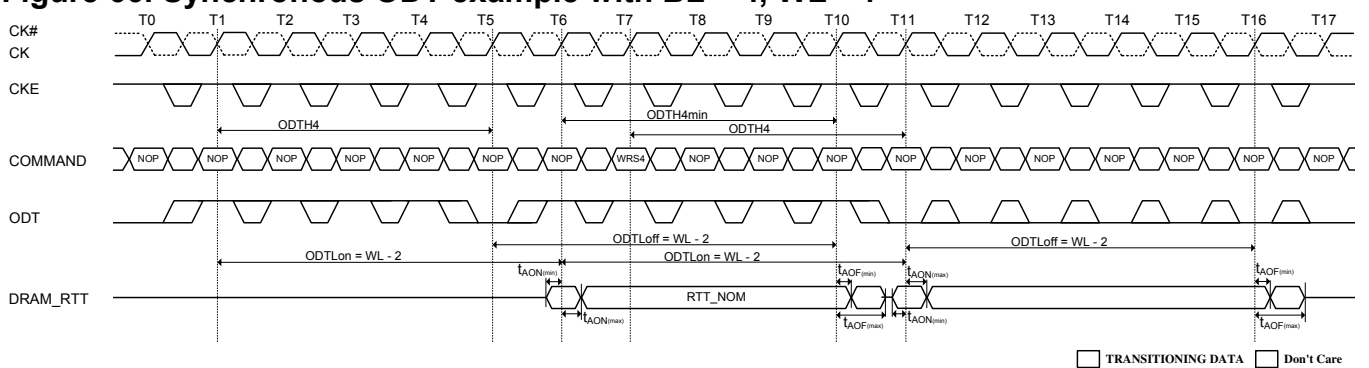 Synchronous ODT example with BL = 4, WL =
T0 T1 T2 T3 T4 T5 T6 T7 T8 T9 T10 T11 T12 T13 T14 T15 T16 T17
CK#
CK
CKE
ODTH4min
ODTH4 ODTH4
COMMAND NOP NOP NOP NOP NOP NOP NOP WRS4 NOP NOP NOP NOP NOP NOP NOP NOP NOP NOP
ODT
ODTLoff = WL - 2 ODTLoff = WL - 2
ODTLon = WL - 2 ODTLon = WL - 2
tAON(min) tAOF(min) tAON(max) tAOF(min)
DRAM_RTT RTT_NOM
tAON(max) tAOF(max) tAON(min) tAOF(max)
TRANSITIONING DATA Don't Care